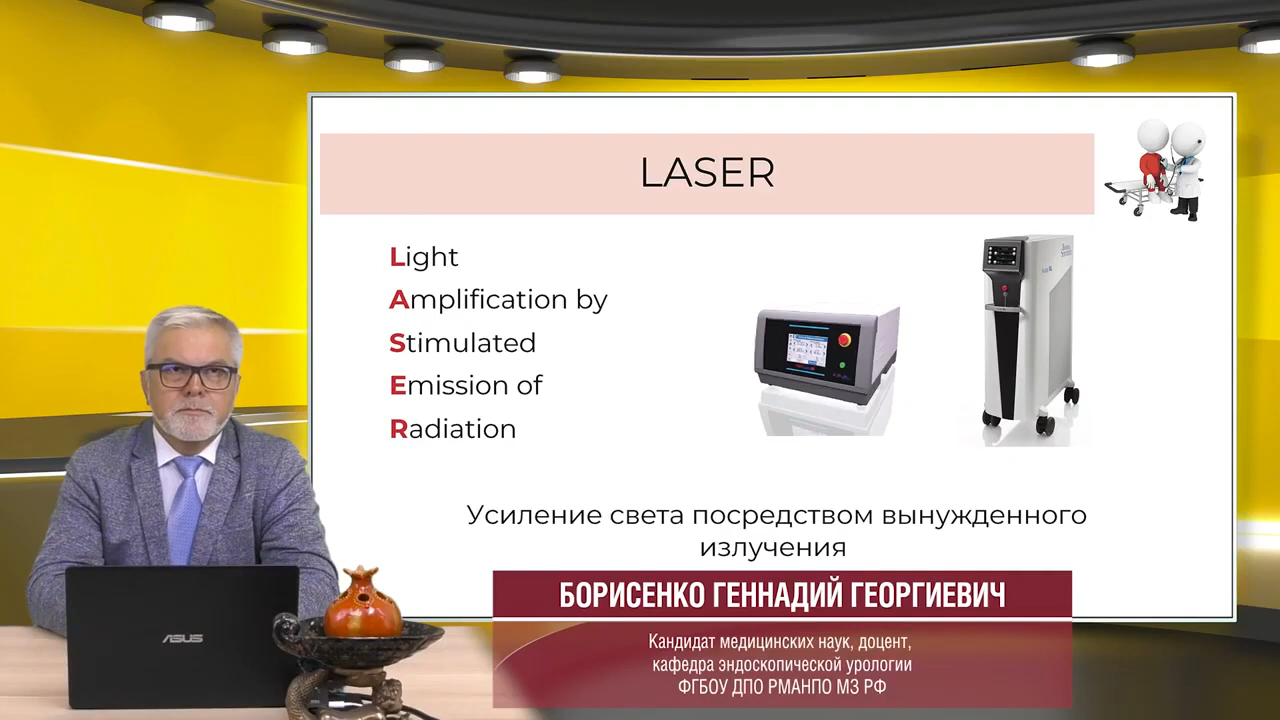 LASER
Light
Amplification by
Stimulated
Emission of
Radiation
Усиление света посредством вынужденного
излучения
БОРИСЕНКО ГЕННАДИЙ ГЕОРГИЕВИЧ
Кандидат медицинских наук, доцент,
кафедра эндоскопической урологии
ФГБОУ ДПО РМАНПО МЗ РФ
ASUS